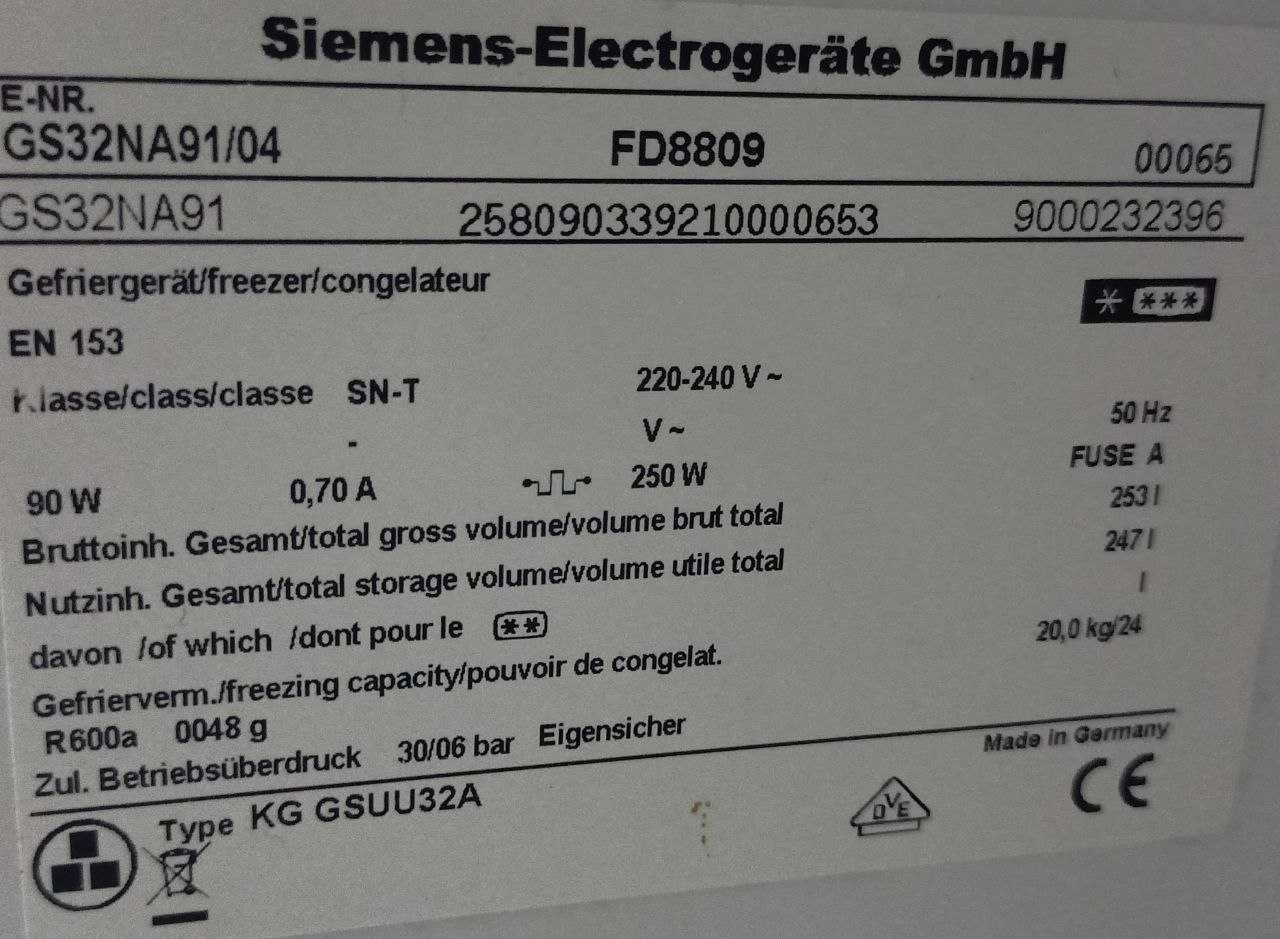 Siemens-Electrogeräte GmbH
E-NR.
GS32NA91/04 FD8809 00065
GS32NA91 258090339210000653 9000232396
Gefriergerät/freezer/congelateur
* ***
EN 153
Klasse/class/classe SN-T 220-240 V ~ 50 Hz
- V ~ FUSE A
90 W 0,70 A 250 W
Bruttoinh. Gesamt/total gross volume/volume brut total 253 l
Nutzinh. Gesamt/total storage volume/volume utile total 247 l
davon /of which /dont pour le ** l
Gefrierverm./freezing capacity/pouvoir de congelat. 20,0 kg/24
R600a 0048 g
Zul. Betriebsüberdruck 30/06 bar Eigensicher
Made in Germany
Type KG GSUU32A
DVE
CE